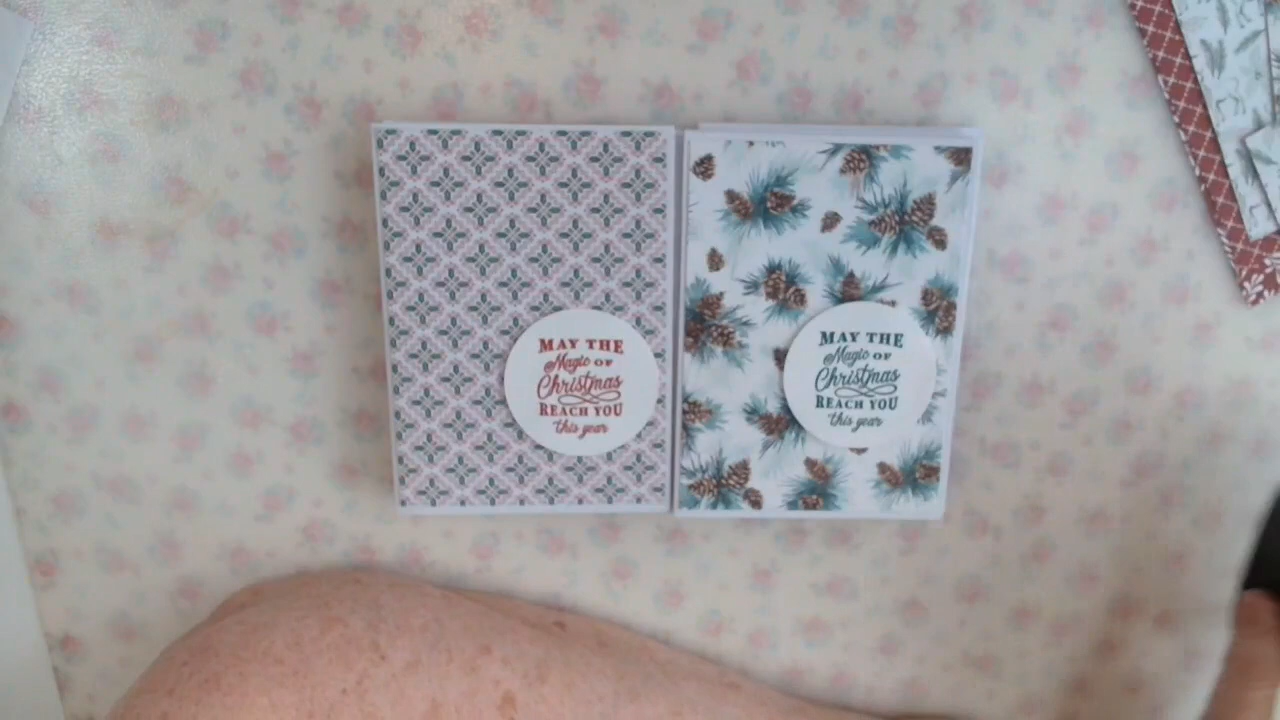 MAY THE
Magic OF
Christmas
REACH YOU
this year
MAY THE
Magic OF
Christmas
REACH YOU
this year